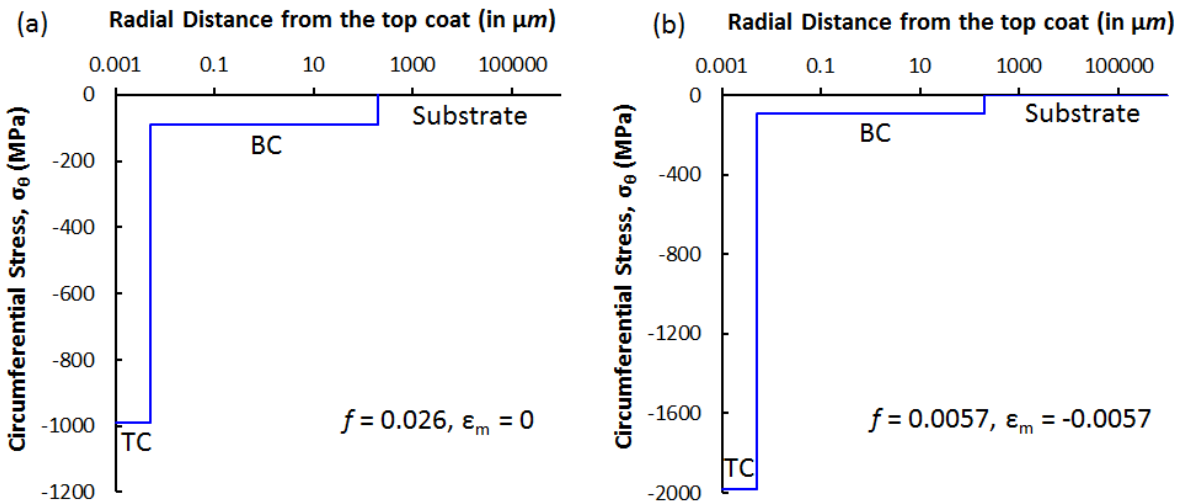 (a) Radial Distance from the top coat (in μm)
0.001 0.1 10 1000 100000
0
-200
-400
-600
-800
-1000
-1200
Circumferential Stress, σθ (MPa)
Substrate
BC
TC
f = 0.026, εm = 0
(b) Radial Distance from the top coat (in μm)
0.001 0.1 10 1000 100000
0
-400
-800
-1200
-1600
-2000
Circumferential Stress, σθ (MPa)
Substrate
BC
TC
f = 0.0057, εm = -0.0057